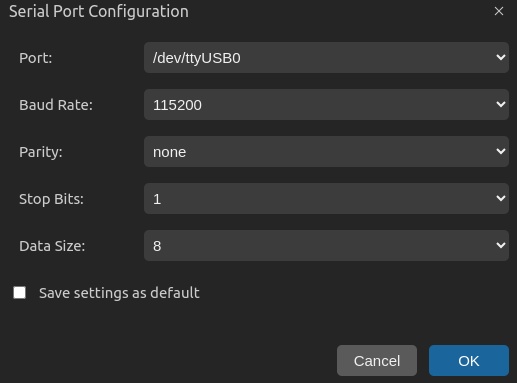 Serial Port Configuration ×
Port: /dev/ttyUSB0
Baud Rate: 115200
Parity: none
Stop Bits: 1
Data Size: 8
Save settings as default
Cancel OK